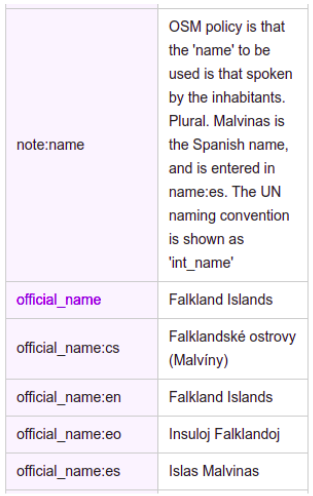 note:name
OSM policy is that
the 'name' to be
used is that spoken
by the inhabitants.
Plural. Malvinas is
the Spanish name,
and is entered in
name:es. The UN
naming convention
is shown as
'int_name'
official_name
Falkland Islands
official_name:cs
Falklandské ostrovy
(Malvíny)
official_name:en
Falkland Islands
official_name:eo
Insuloj Falklandoj
official_name:es
Islas Malvinas